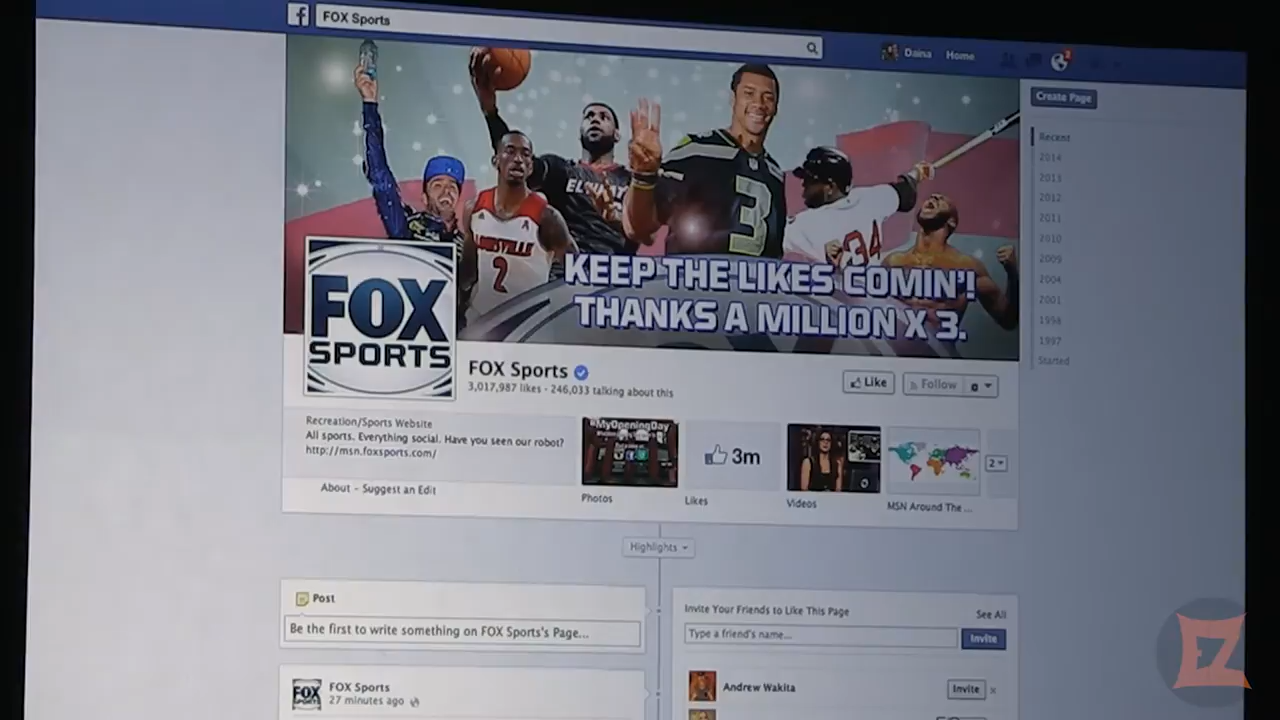 FOX Sports
Daina Home
2
Create Page
Recent
2014
2013
2012
2011
2010
2009
2004
2001
1998
1997
Started
LOUISVILLE
2
3
34
KEEP THE LIKES COMIN'!
THANKS A MILLION X 3.
FOX
SPORTS
FOX Sports
3,017,987 likes · 246,033 talking about this
Like
Follow
Recreation/Sports Website
All sports. Everything social. Have you seen our robot?
http://msn.foxsports.com/
About - Suggest an Edit
#MyOpeningDay
Photos
3m
Likes
Videos
MSN Around The ...
2
Highlights
Post
Be the first to write something on FOX Sports's Page...
FOX
SPORTS
FOX Sports
27 minutes ago
Invite Your Friends to Like This Page
See All
Type a friend's name...
Invite
Andrew Wakita
Invite
EZ